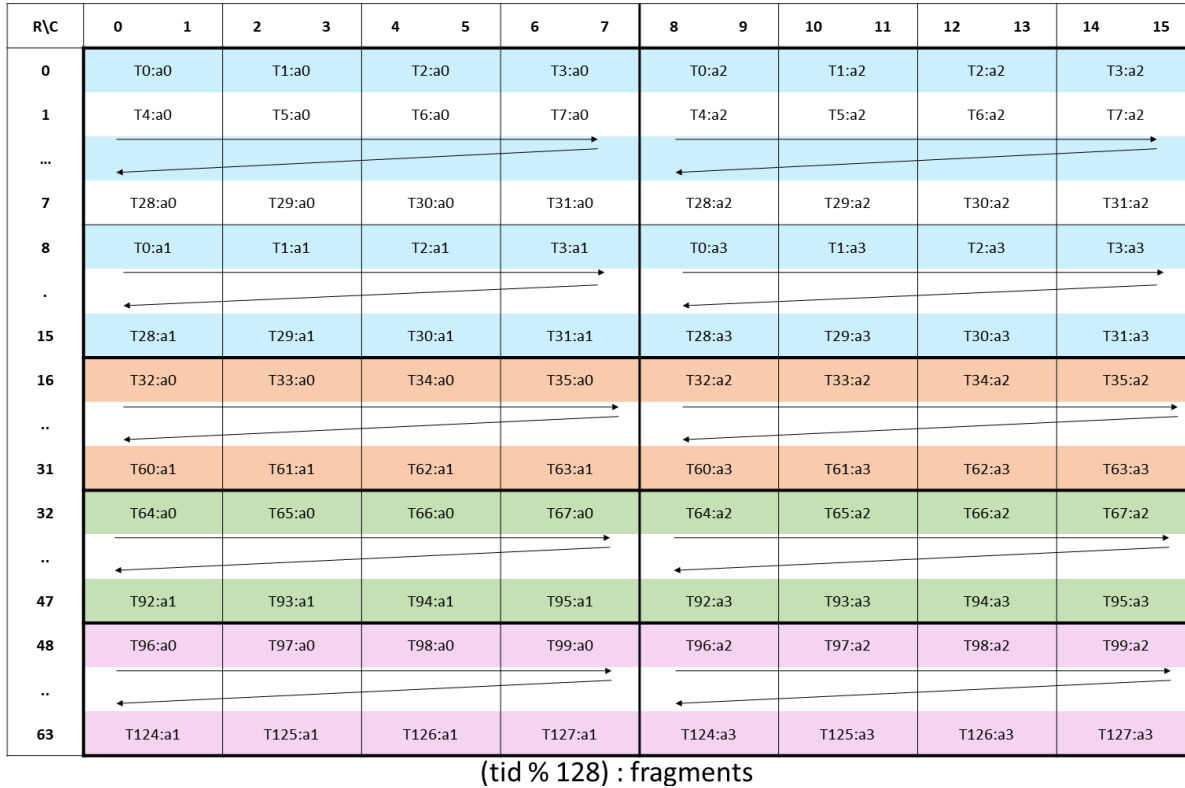 R\C 0 1 2 3 4 5 6 7 8 9 10 11 12 13 14 15
0 T0:a0 T1:a0 T2:a0 T3:a0 T0:a2 T1:a2 T2:a2 T3:a2
1 T4:a0 T5:a0 T6:a0 T7:a0 T4:a2 T5:a2 T6:a2 T7:a2
...
7 T28:a0 T29:a0 T30:a0 T31:a0 T28:a2 T29:a2 T30:a2 T31:a2
8 T0:a1 T1:a1 T2:a1 T3:a1 T0:a3 T1:a3 T2:a3 T3:a3
.
15 T28:a1 T29:a1 T30:a1 T31:a1 T28:a3 T29:a3 T30:a3 T31:a3
16 T32:a0 T33:a0 T34:a0 T35:a0 T32:a2 T33:a2 T34:a2 T35:a2
..
31 T60:a1 T61:a1 T62:a1 T63:a1 T60:a3 T61:a3 T62:a3 T63:a3
32 T64:a0 T65:a0 T66:a0 T67:a0 T64:a2 T65:a2 T66:a2 T67:a2
..
47 T92:a1 T93:a1 T94:a1 T95:a1 T92:a3 T93:a3 T94:a3 T95:a3
48 T96:a0 T97:a0 T98:a0 T99:a0 T96:a2 T97:a2 T98:a2 T99:a2
..
63 T124:a1 T125:a1 T126:a1 T127:a1 T124:a3 T125:a3 T126:a3 T127:a3
(tid % 128) : fragments